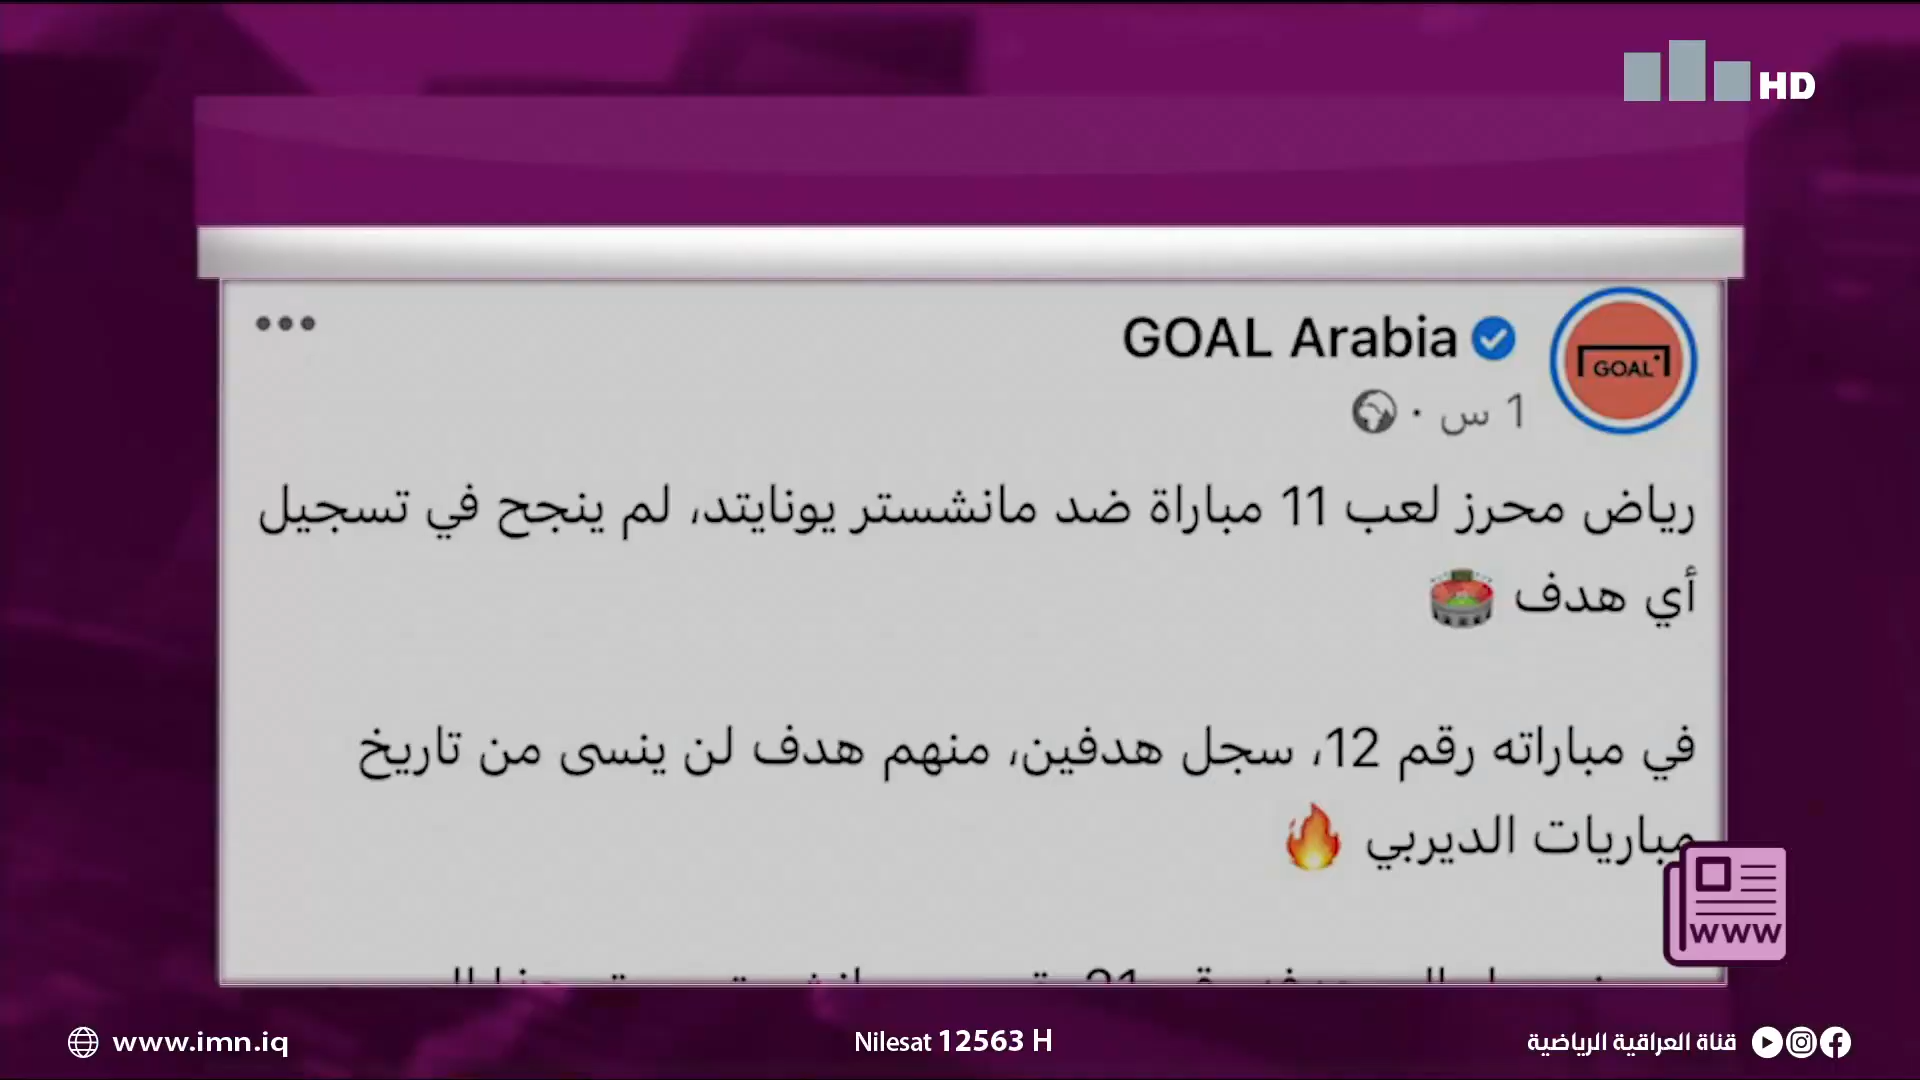 HD
GOAL Arabia
GOAL
1 س
رياض محرز لعب 11 مباراة ضد مانشستر يونايتد، لم ينجح في تسجيل
أي هدف
في مباراته رقم 12، سجل هدفين، منهم هدف لن ينسى من تاريخ
مباريات الديربي
www
www.imn.iq
Nilesat 12563 H
قناة العراقية الرياضية